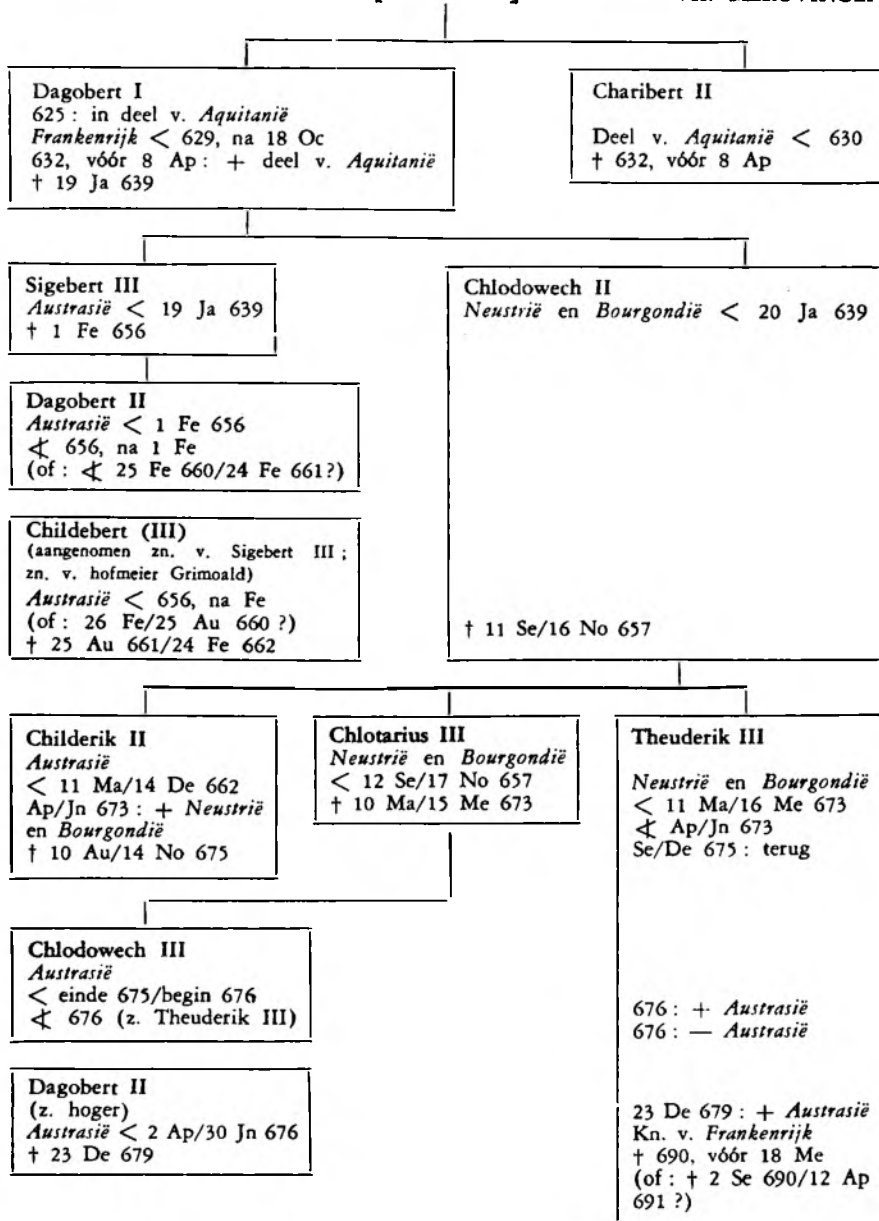 Dagobert I
625 : in deel v. Aquitanië
Frankenrijk < 629, na 18 Oc
632, vóór 8 Ap : + deel v. Aquitanië
† 19 Ja 639
Charibert II
Deel v. Aquitanië < 630
† 632, vóór 8 Ap
Sigebert III
Austrasië < 19 Ja 639
† 1 Fe 656
Chlodowech II
Neustrië en Bourgondië < 20 Ja 639
† 11 Se/16 No 657
Dagobert II
Austrasië < 1 Fe 656
∢ 656, na 1 Fe
(of : ∢ 25 Fe 660/24 Fe 661?)
Childebert (III)
(aangenomen zn. v. Sigebert III ;
zn. v. hofmeier Grimoald)
Austrasië < 656, na Fe
(of : 26 Fe/25 Au 660 ?)
† 25 Au 661/24 Fe 662
Childerik II
Austrasië
< 11 Ma/14 De 662
Ap/Jn 673 : + Neustrië
en Bourgondië
† 10 Au/14 No 675
Chlotarius III
Neustrië en Bourgondië
< 12 Se/17 No 657
† 10 Ma/15 Me 673
Theuderik III
Neustrië en Bourgondië
< 11 Ma/16 Me 673
∢ Ap/Jn 673
Se/De 675 : terug
676 : + Austrasië
676 : — Austrasië
23 De 679 : + Austrasië
Kn. v. Frankenrijk
† 690, vóór 18 Me
(of : † 2 Se 690/12 Ap
691 ?)
Chlodowech III
Austrasië
< einde 675/begin 676
∢ 676 (z. Theuderik III)
Dagobert II
(z. hoger)
Austrasië < 2 Ap/30 Jn 676
† 23 De 679